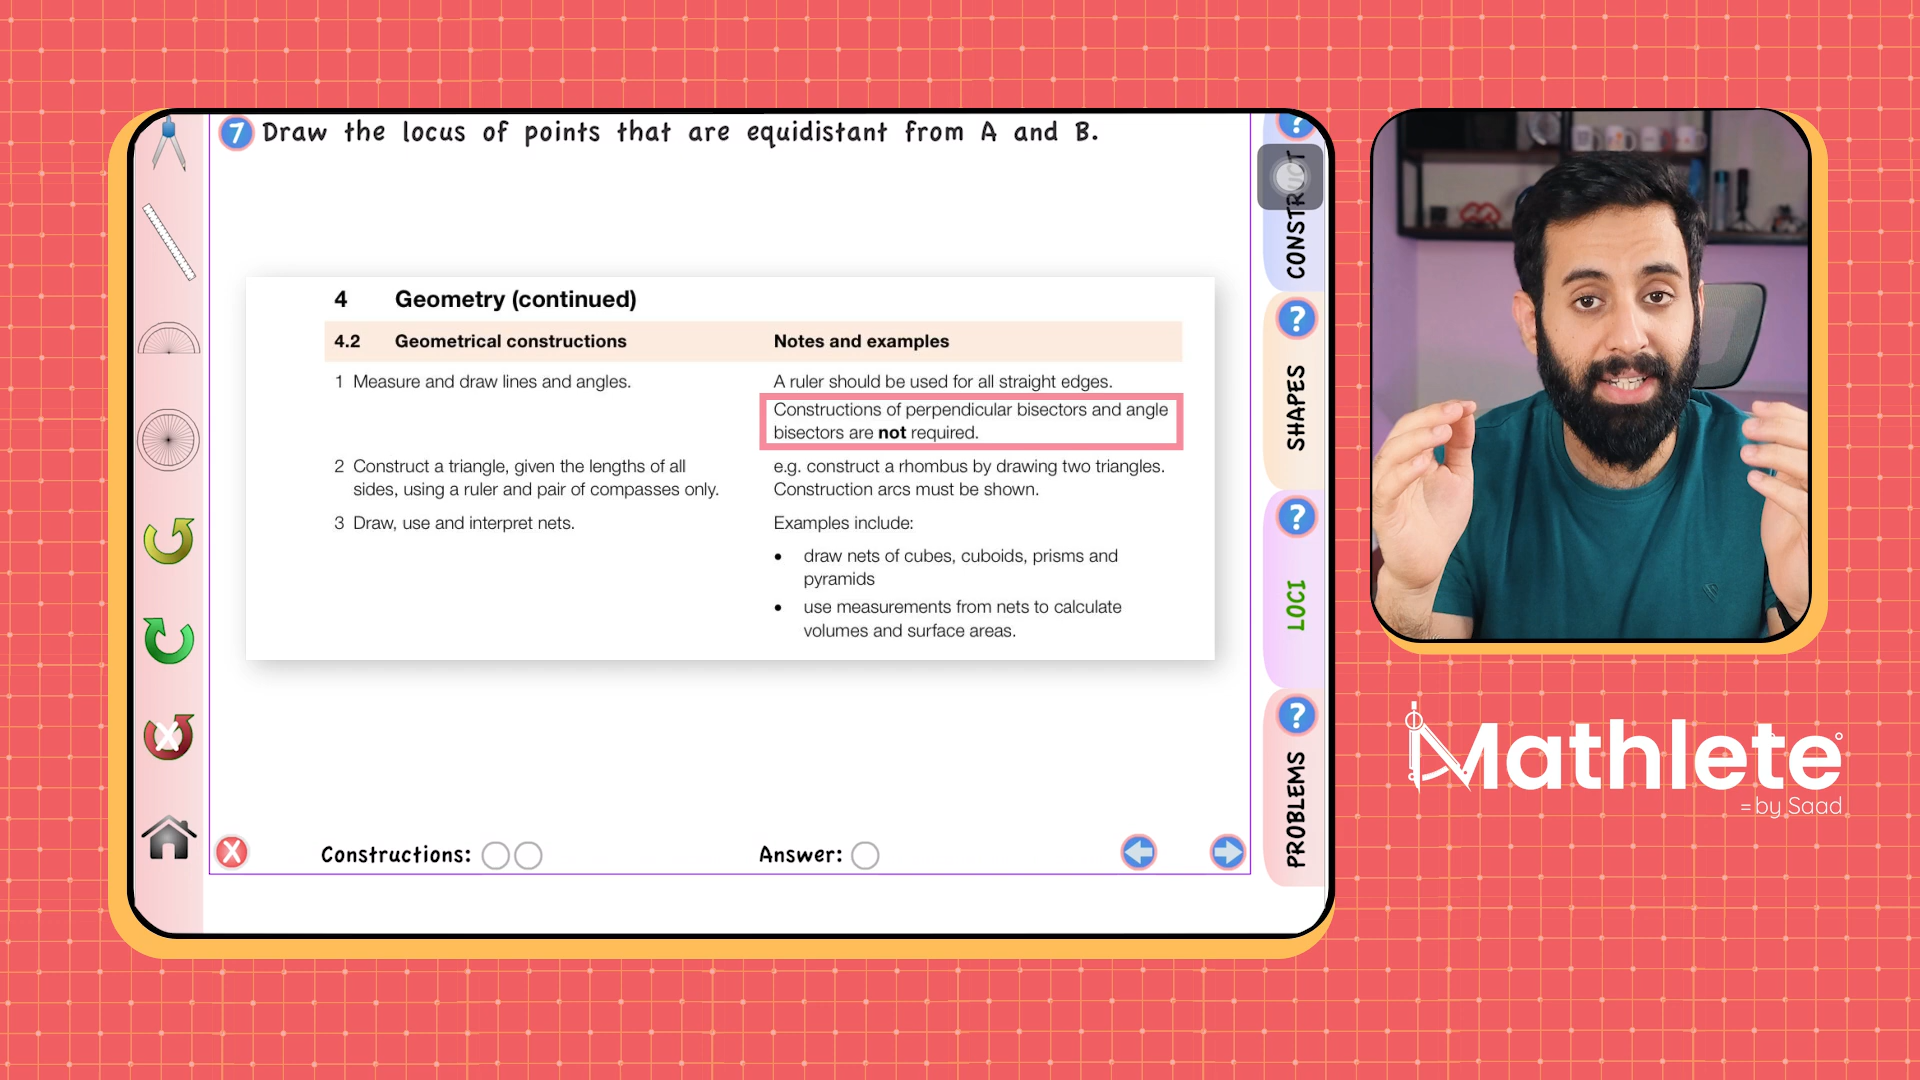 7 Draw the locus of points that are equidistant from A and B.
4 Geometry (continued)
4.2 Geometrical constructions Notes and examples
1 Measure and draw lines and angles. A ruler should be used for all straight edges.
Constructions of perpendicular bisectors and angle
bisectors are not required.
2 Construct a triangle, given the lengths of all e.g. construct a rhombus by drawing two triangles.
sides, using a ruler and pair of compasses only. Construction arcs must be shown.
3 Draw, use and interpret nets. Examples include:
• draw nets of cubes, cuboids, prisms and
pyramids
• use measurements from nets to calculate
volumes and surface areas.
X Constructions: Answer:
?
CONSTRUCT
?
SHAPES
?
LOCI
?
PROBLEMS
X
Mathlete
= by Saad